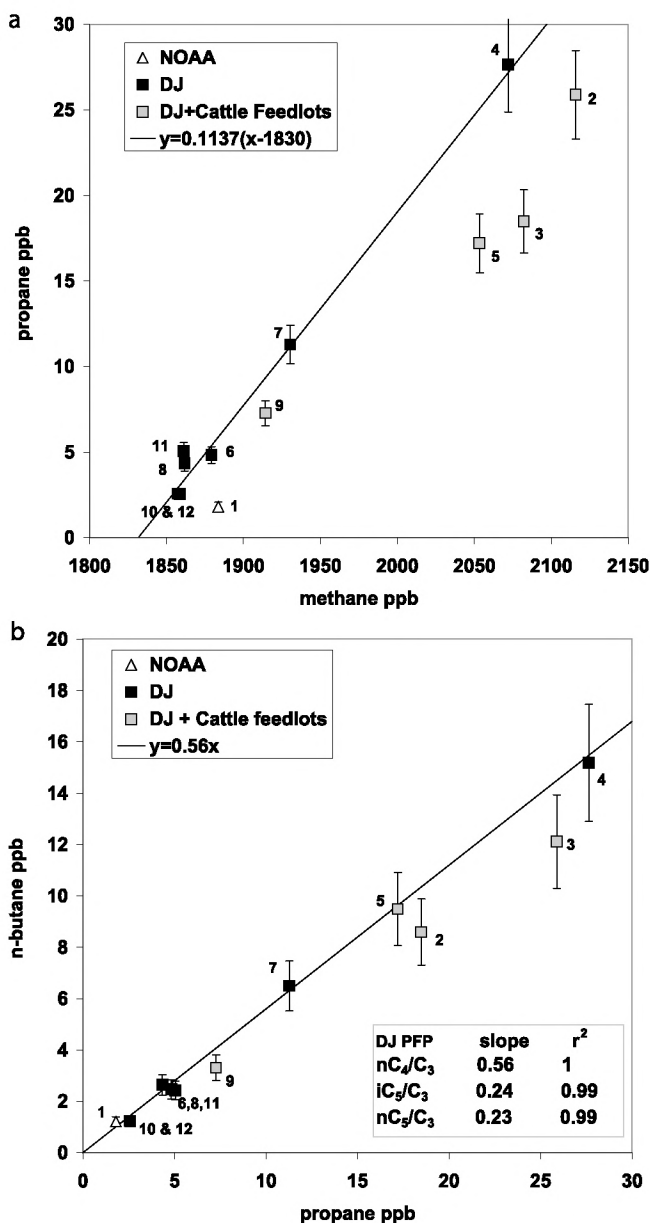 a
30
25
20
15
10
5
0
propane ppb
NOAA
DJ
DJ+Cattle Feedlots
y=0.1137(x-1830)
4
2
3
5
7
9
11
6
8
10 & 12
1
1800 1850 1900 1950 2000 2050 2100 2150
methane ppb
b
20
18
16
14
12
10
8
6
4
2
0
n-butane ppb
NOAA
DJ
DJ + Cattle feedlots
y=0.56x
4
3
5
2
7
9
6,8,11
1
10 & 12
DJ PFP slope r²
nC₄/C₃ 0.56 1
iC₅/C₃ 0.24 0.99
nC₅/C₃ 0.23 0.99
0 5 10 15 20 25 30
propane ppb